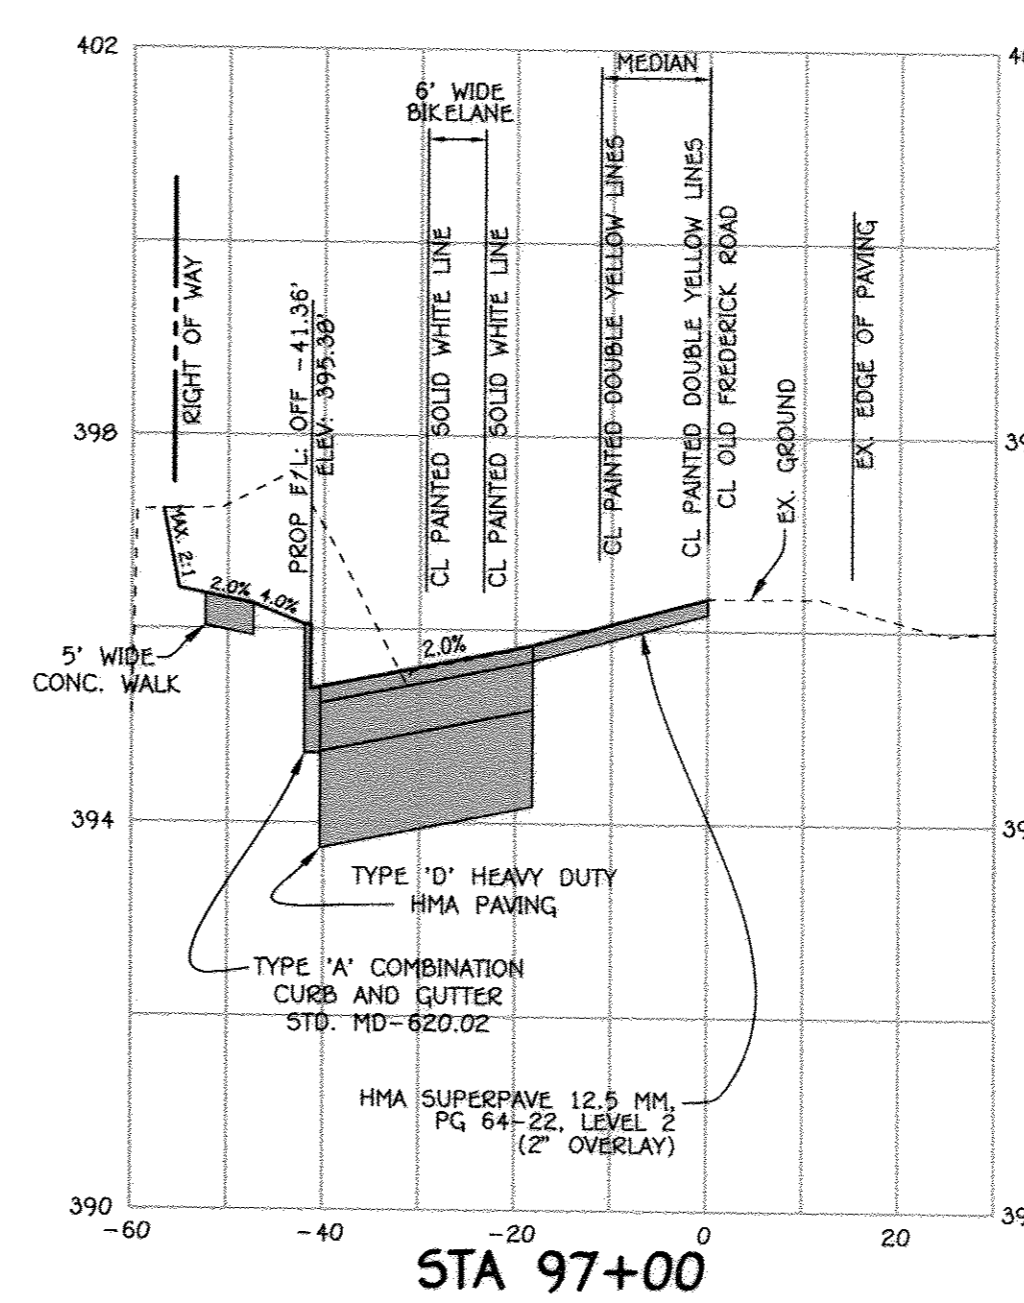 402
MEDIAN
6' WIDE
BIKELANE
RIGHT OF WAY
PROP E/L: OFF -41.36'
ELEV: 395.38'
CL PAINTED SOLID WHITE LINE
CL PAINTED SOLID WHITE LINE
CL PAINTED DOUBLE YELLOW LINES
CL PAINTED DOUBLE YELLOW LINES
CL OLD FREDERICK ROAD
EX. GROUND
EX. EDGE OF PAVING
398
MAX. 2:1
2.0%
4.0%
2.0%
5' WIDE
CONC. WALK
394
TYPE 'D' HEAVY DUTY
HMA PAVING
TYPE 'A' COMBINATION
CURB AND GUTTER
STD. MD-620.02
HMA SUPERPAVE 12.5 MM,
PG 64-22, LEVEL 2
(2" OVERLAY)
390
-60
-40
-20
0
20
STA 97+00